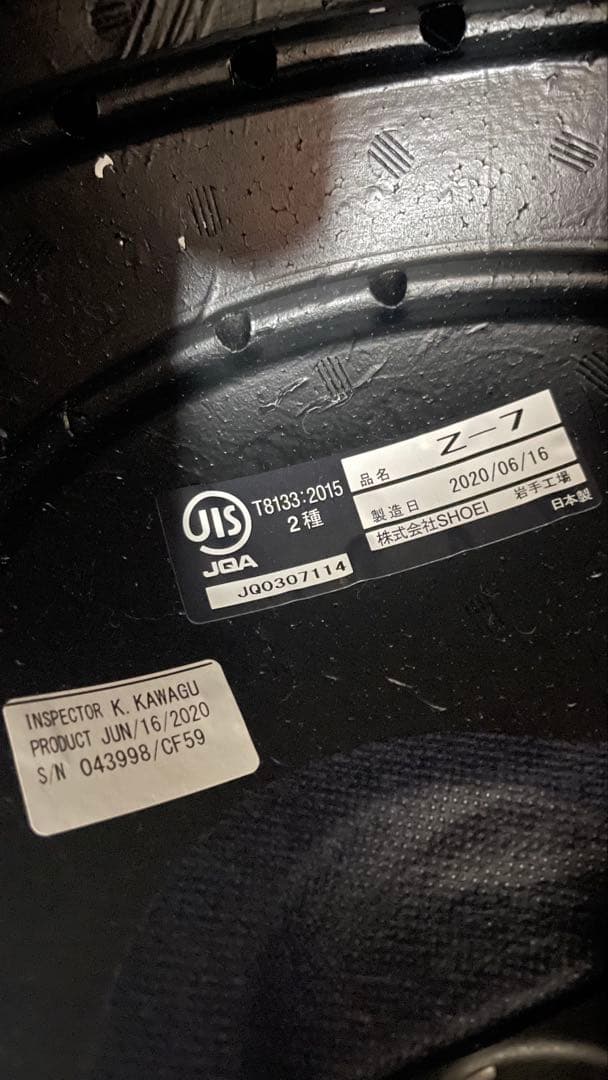 JIS
JQA
T8133:2015
2種
JQ0307114
品名 Z-7
製造日 2020/06/16
株式会社SHOEI 岩手工場
日本製
INSPECTOR K. KAWAGU
PRODUCT JUN/16/2020
S/N 043998/CF59